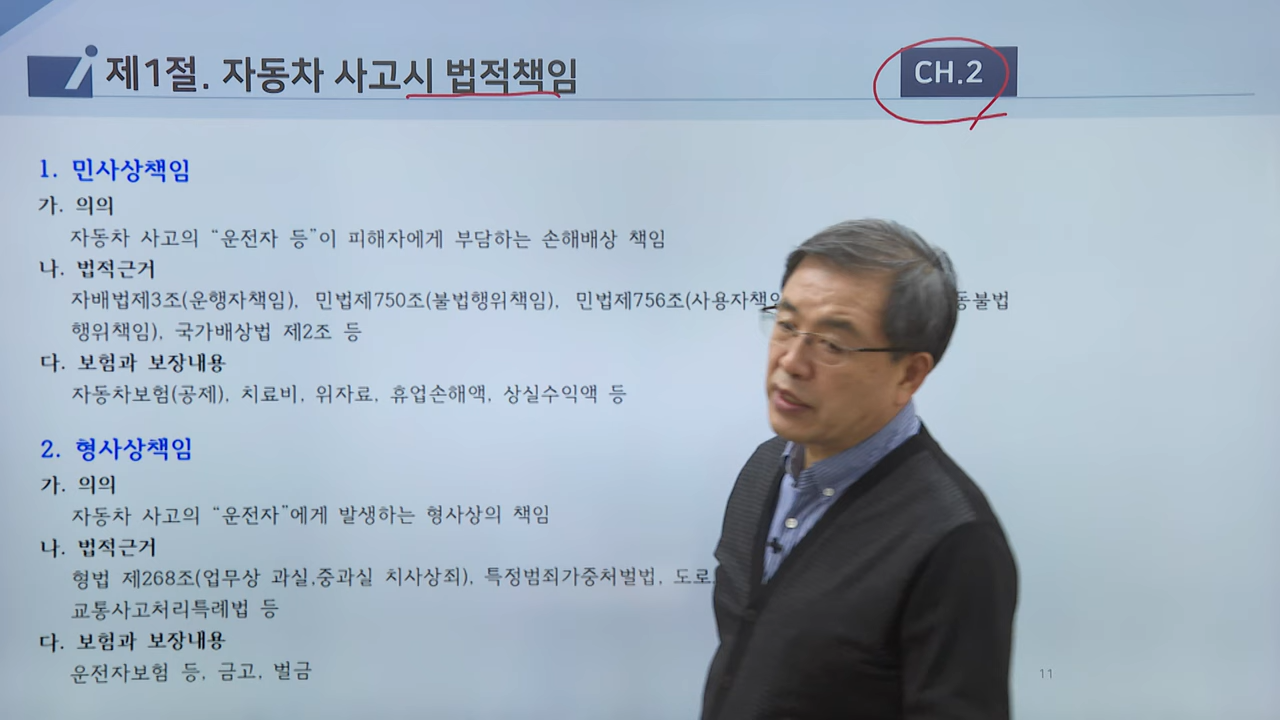 제1절. 자동차 사고시 법적책임
CH.2
1. 민사상책임
가. 의의
자동차 사고의 “운전자 등”이 피해자에게 부담하는 손해배상 책임
나. 법적근거
자배법제3조(운행자책임), 민법제750조(불법행위책임), 민법제756조(사용자책 동불법
행위책임), 국가배상법 제2조 등
다. 보험과 보장내용
자동차보험(공제), 치료비, 위자료, 휴업손해액, 상실수익액 등
2. 형사상책임
가. 의의
자동차 사고의 “운전자”에게 발생하는 형사상의 책임
나. 법적근거
형법 제268조(업무상 과실.중과실 치사상죄), 특정범죄가중처벌법, 도로
교통사고처리특례법 등
다. 보험과 보장내용
운전자보험 등, 금고, 벌금
11